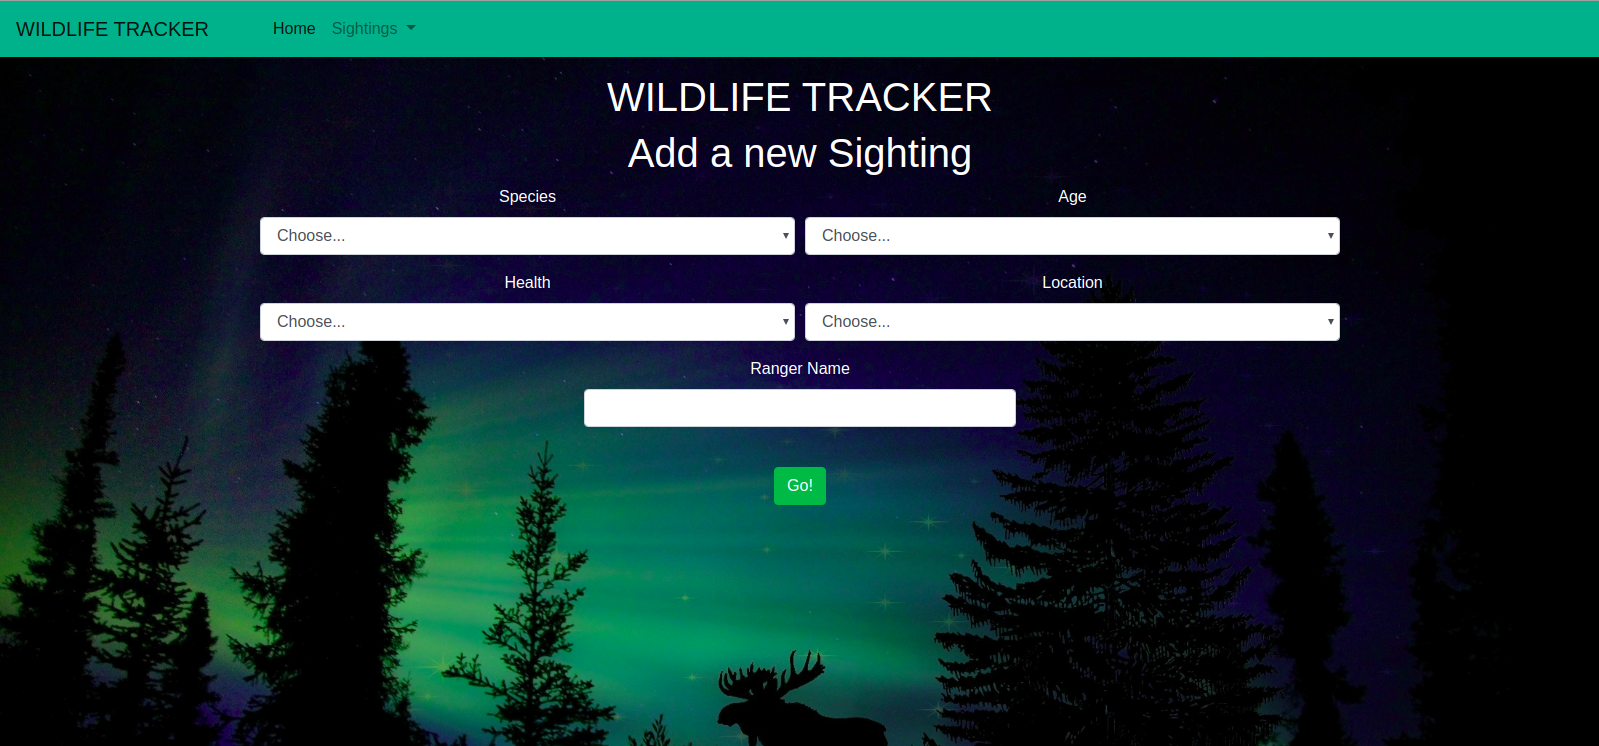 WILDLIFE TRACKER Home Sightings
WILDLIFE TRACKER
Add a new Sighting
Species Age
Choose... Choose...
Health Location
Choose... Choose...
Ranger Name
Go!